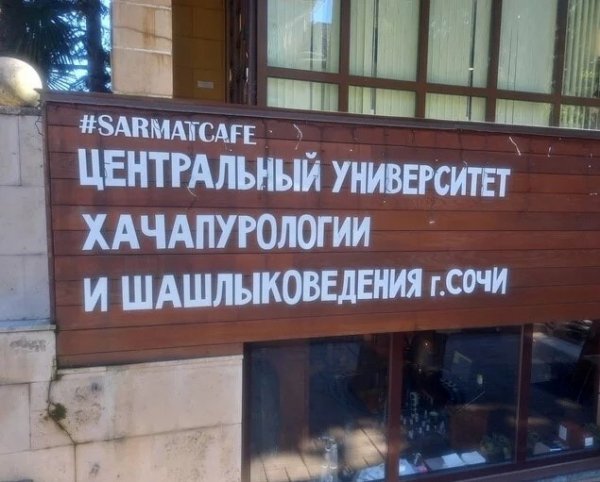 #SARMATCAFE
ЦЕНТРАЛЬНЫЙ УНИВЕРСИТЕТ
ХАЧАПУРОЛОГИИ
И ШАШЛЫКОВЕДЕНИЯ г.СОЧИ